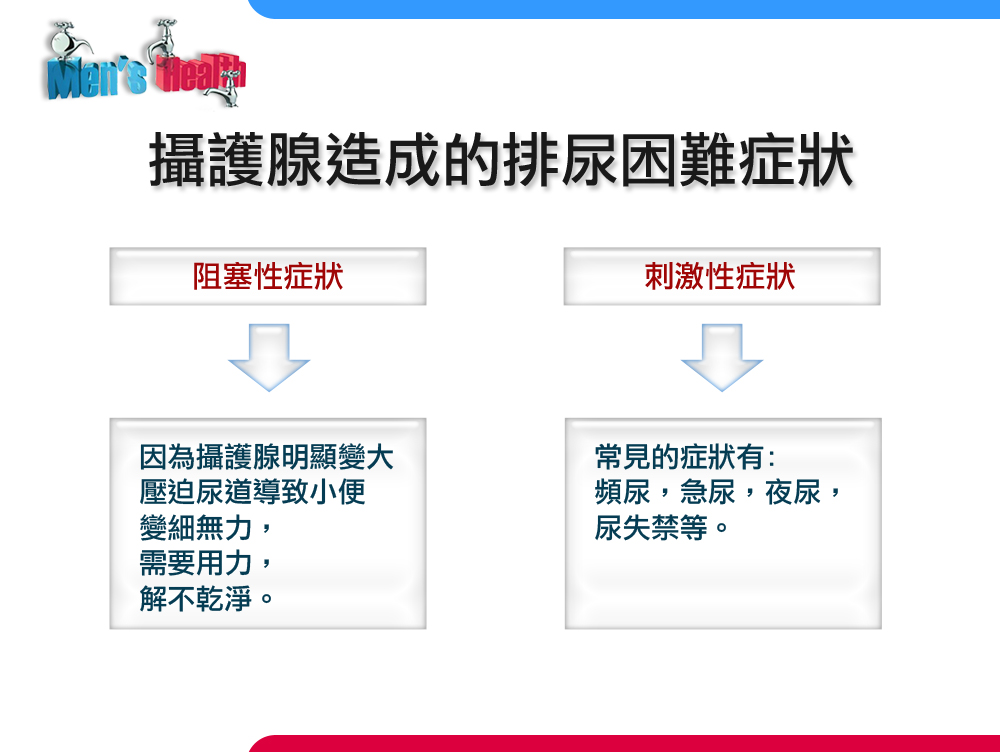 Men's Health
攝護腺造成的排尿困難症狀
阻塞性症狀
因為攝護腺明顯變大
壓迫尿道導致小便
變細無力，
需要用力，
解不乾淨。
刺激性症狀
常見的症狀有：
頻尿，急尿，夜尿，
尿失禁等。